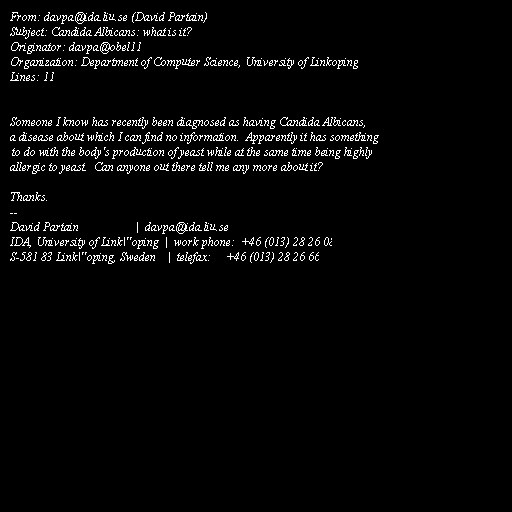 From: davpa@ida.liu.se (David Partain)
Subject: Candida Albicans: what is it?
Originator: davpa@obel11
Organization: Department of Computer Science, University of Linkoping
Lines: 11
Someone I know has recently been diagnosed as having Candida Albicans,
a disease about which I can find no information.  Apparently it has something
to do with the body's production of yeast while at the same time being highly
allergic to yeast.  Can anyone out there tell me any more about it?
Thanks.
--
David Partain                  | davpa@ida.liu.se
IDA, University of Link\"oping  | work phone:  +46 (013) 28 26 08
S-581 83 Link\"oping, Sweden    | telefax:     +46 (013) 28 26 66